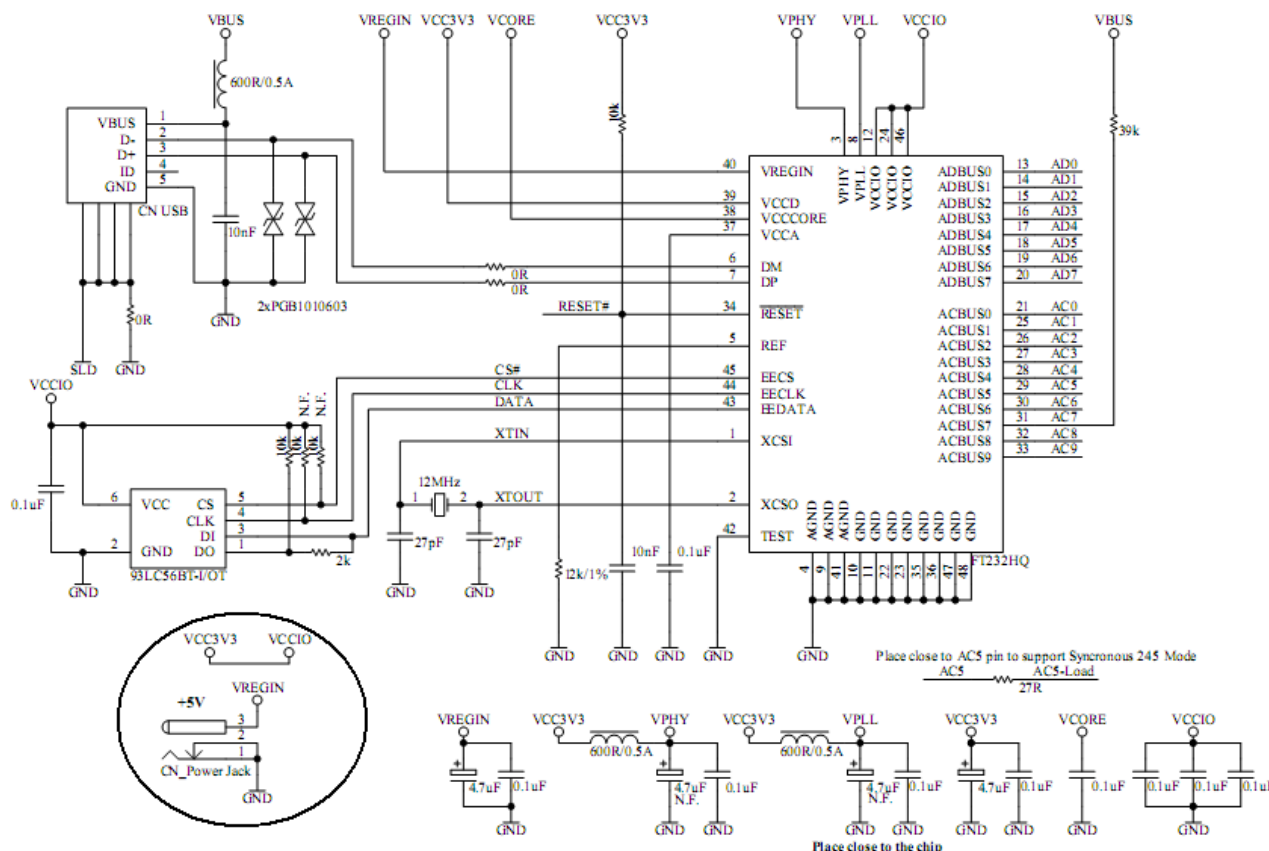 VBUS
VREGIN VCC3V3 VCORE VCC3V3
VPHY VPLL VCCIO
VBUS
600R/0.5A
10k
39k
VBUS 1
D- 2
D+ 3
ID 4
GND 5
CN USB
10nF
2xPGB1010603
GND
0R
SLD GND
0R
0R
RESET#
3 8 12 24 46
VPHY VPLL VCCIO VCCIO VCCIO
40 VREGIN
39 VCCD
38 VCCCORE
37 VCCA
6 DM
7 DP
34 RESET
5 REF
45 EECS
44 EECLK
43 EEDATA
1 XCSI
2 XCSO
42 TEST
ADBUS0 13 AD0
ADBUS1 14 AD1
ADBUS2 15 AD2
ADBUS3 16 AD3
ADBUS4 17 AD4
ADBUS5 18 AD5
ADBUS6 19 AD6
ADBUS7 20 AD7
ACBUS0 21 AC0
ACBUS1 25 AC1
ACBUS2 26 AC2
ACBUS3 27 AC3
ACBUS4 28 AC4
ACBUS5 29 AC5
ACBUS6 30 AC6
ACBUS7 31 AC7
ACBUS8 32 AC8
ACBUS9 33 AC9
AGND AGND AGND GND GND GND GND GND GND GND GND
4 9 41 10 11 22 23 35 36 47 48
FT232HQ
GND
CS#
CLK
DATA
XTIN
XTOUT
12MHz
1 2
27pF 27pF
GND GND
12k/1%
10nF 0.1uF
GND GND GND GND
VCCIO
N.F. N.F.
10k 10k 10k
0.1uF
6 VCC CS 5
CLK 4
DI 3
2 GND DO 1
2k
93LC56BT-I/OT
GND
VCC3V3 VCCIO
VREGIN
+5V
3
2
1
CN_Power Jack
GND
Place close to AC5 pin to support Syncronous 245 Mode
AC5 AC5-Load
27R
VREGIN
4.7uF 0.1uF
GND
VCC3V3 VPHY
600R/0.5A
4.7uF N.F. 0.1uF
GND GND
VCC3V3 VPLL
600R/0.5A
4.7uF N.F. 0.1uF
GND GND
VCC3V3
4.7uF 0.1uF
GND GND
VCORE
0.1uF
GND
VCCIO
0.1uF 0.1uF 0.1uF
GND
Place close to the chip